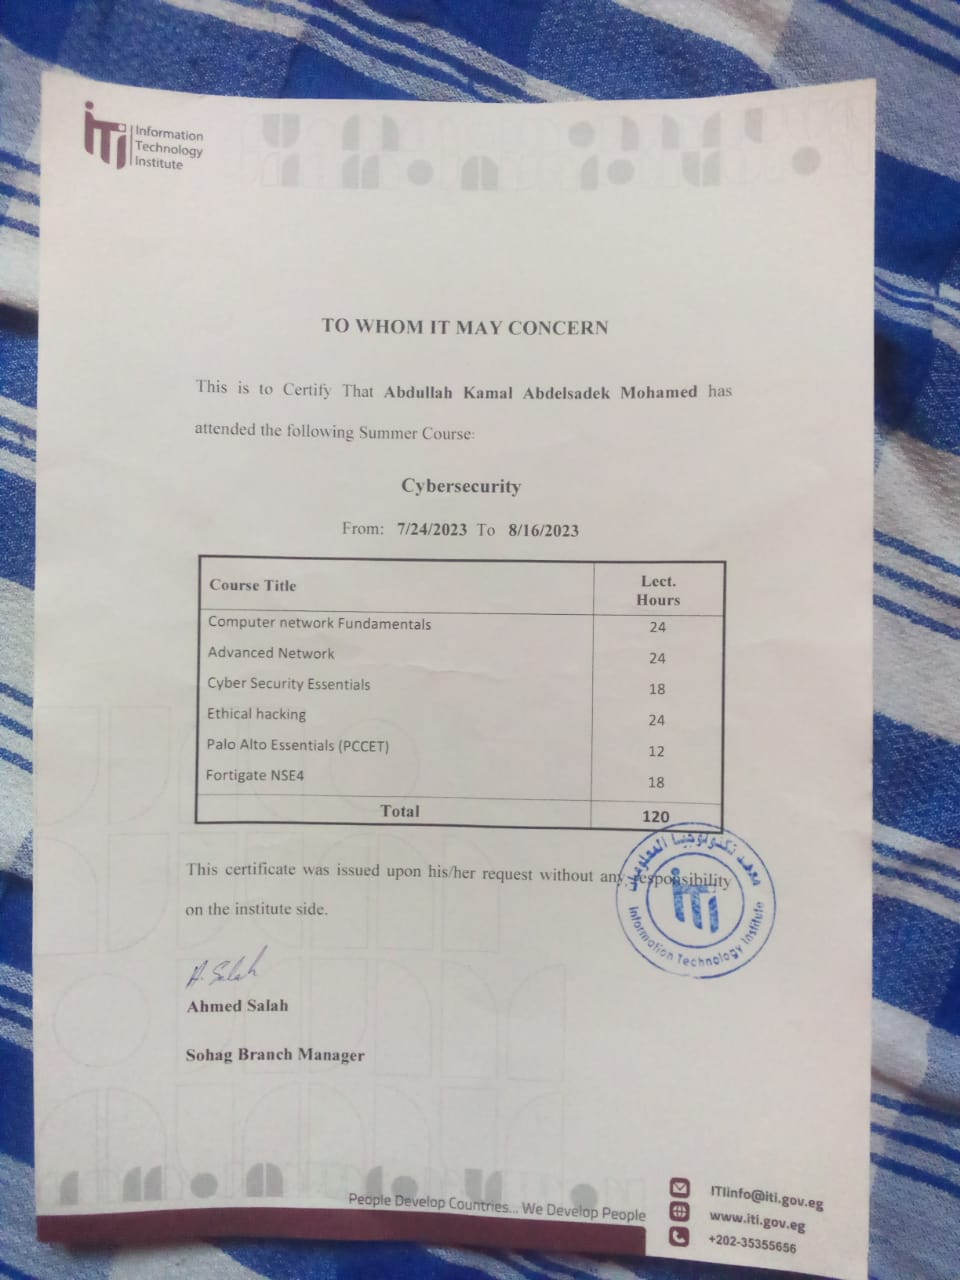 iTi
Information
Technology
Institute
TO WHOM IT MAY CONCERN
This is to Certify That Abdullah Kamal Abdelsadek Mohamed has
attended the following Summer Course:
Cybersecurity
From: 7/24/2023 To 8/16/2023
Course Title Lect. Hours
Computer network Fundamentals 24
Advanced Network 24
Cyber Security Essentials 18
Ethical hacking 24
Palo Alto Essentials (PCCET) 12
Fortigate NSE4 18
Total 120
This certificate was issued upon his/her request without any responsibility
on the institute side.
معهد تكنولوجيا المعلومات
iTi
Information Technology Institute
A. Salah
Ahmed Salah
Sohag Branch Manager
People Develop Countries... We Develop People
ITIinfo@iti.gov.eg
www.iti.gov.eg
+202-35355656